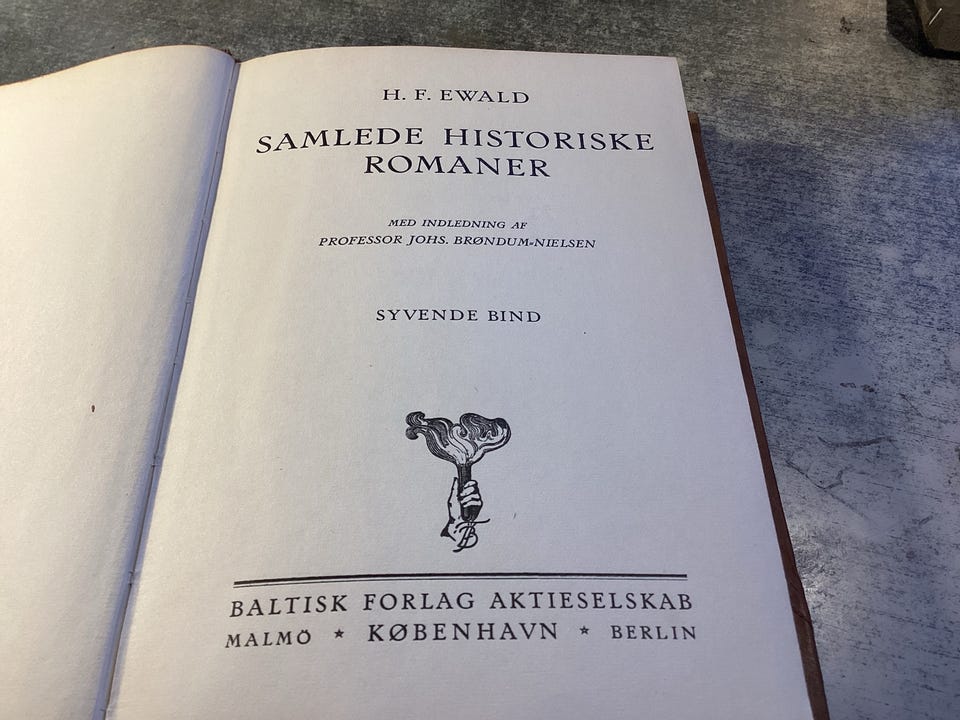 H. F. EWALD
SAMLEDE HISTORISKE
ROMANER
MED INDLEDNING AF
PROFESSOR JOHS. BRØNDUM-NIELSEN
SYVENDE BIND
BALTISK FORLAG AKTIESELSKAB
MALMÖ ★ KØBENHAVN ★ BERLIN